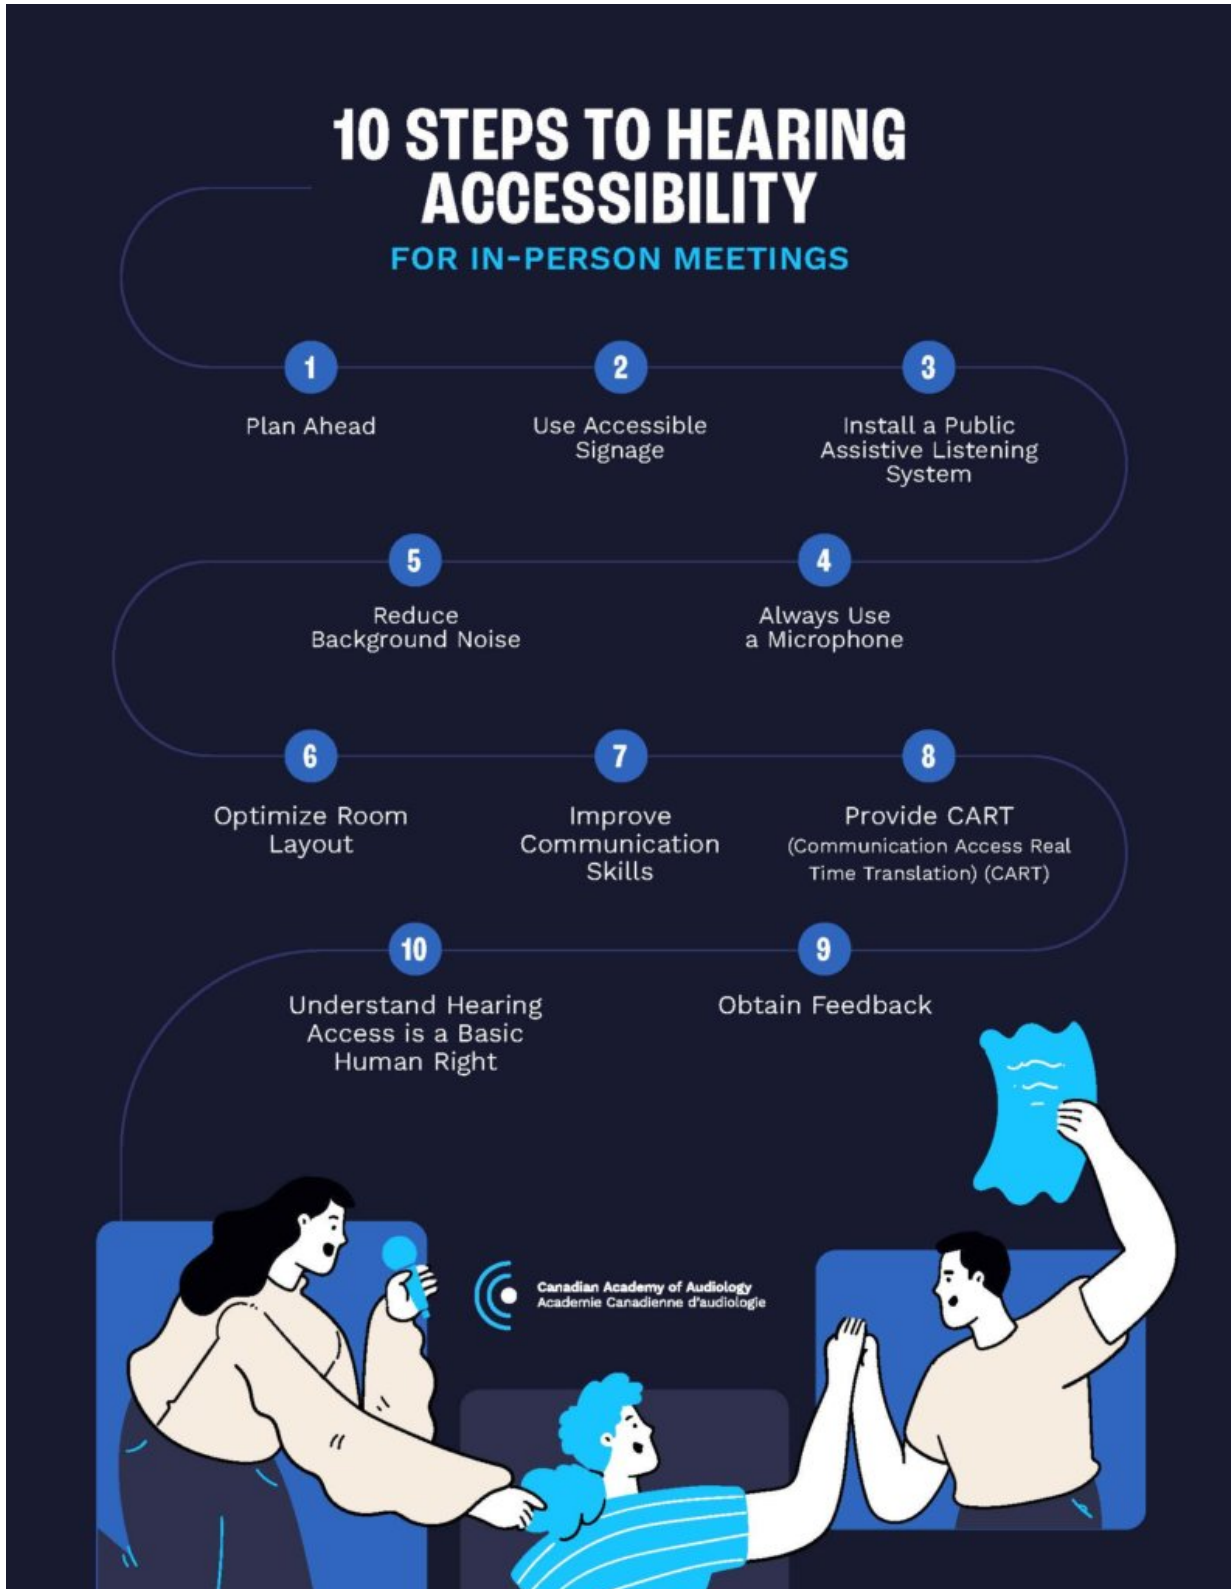 10 STEPS TO HEARING
ACCESSIBILITY
FOR IN-PERSON MEETINGS
1
Plan Ahead
2
Use Accessible
Signage
3
Install a Public
Assistive Listening
System
4
Always Use
a Microphone
5
Reduce
Background Noise
6
Optimize Room
Layout
7
Improve
Communication
Skills
8
Provide CART
(Communication Access Real
Time Translation) (CART)
9
Obtain Feedback
10
Understand Hearing
Access is a Basic
Human Right
Canadian Academy of Audiology
Academie Canadienne d'audiologie